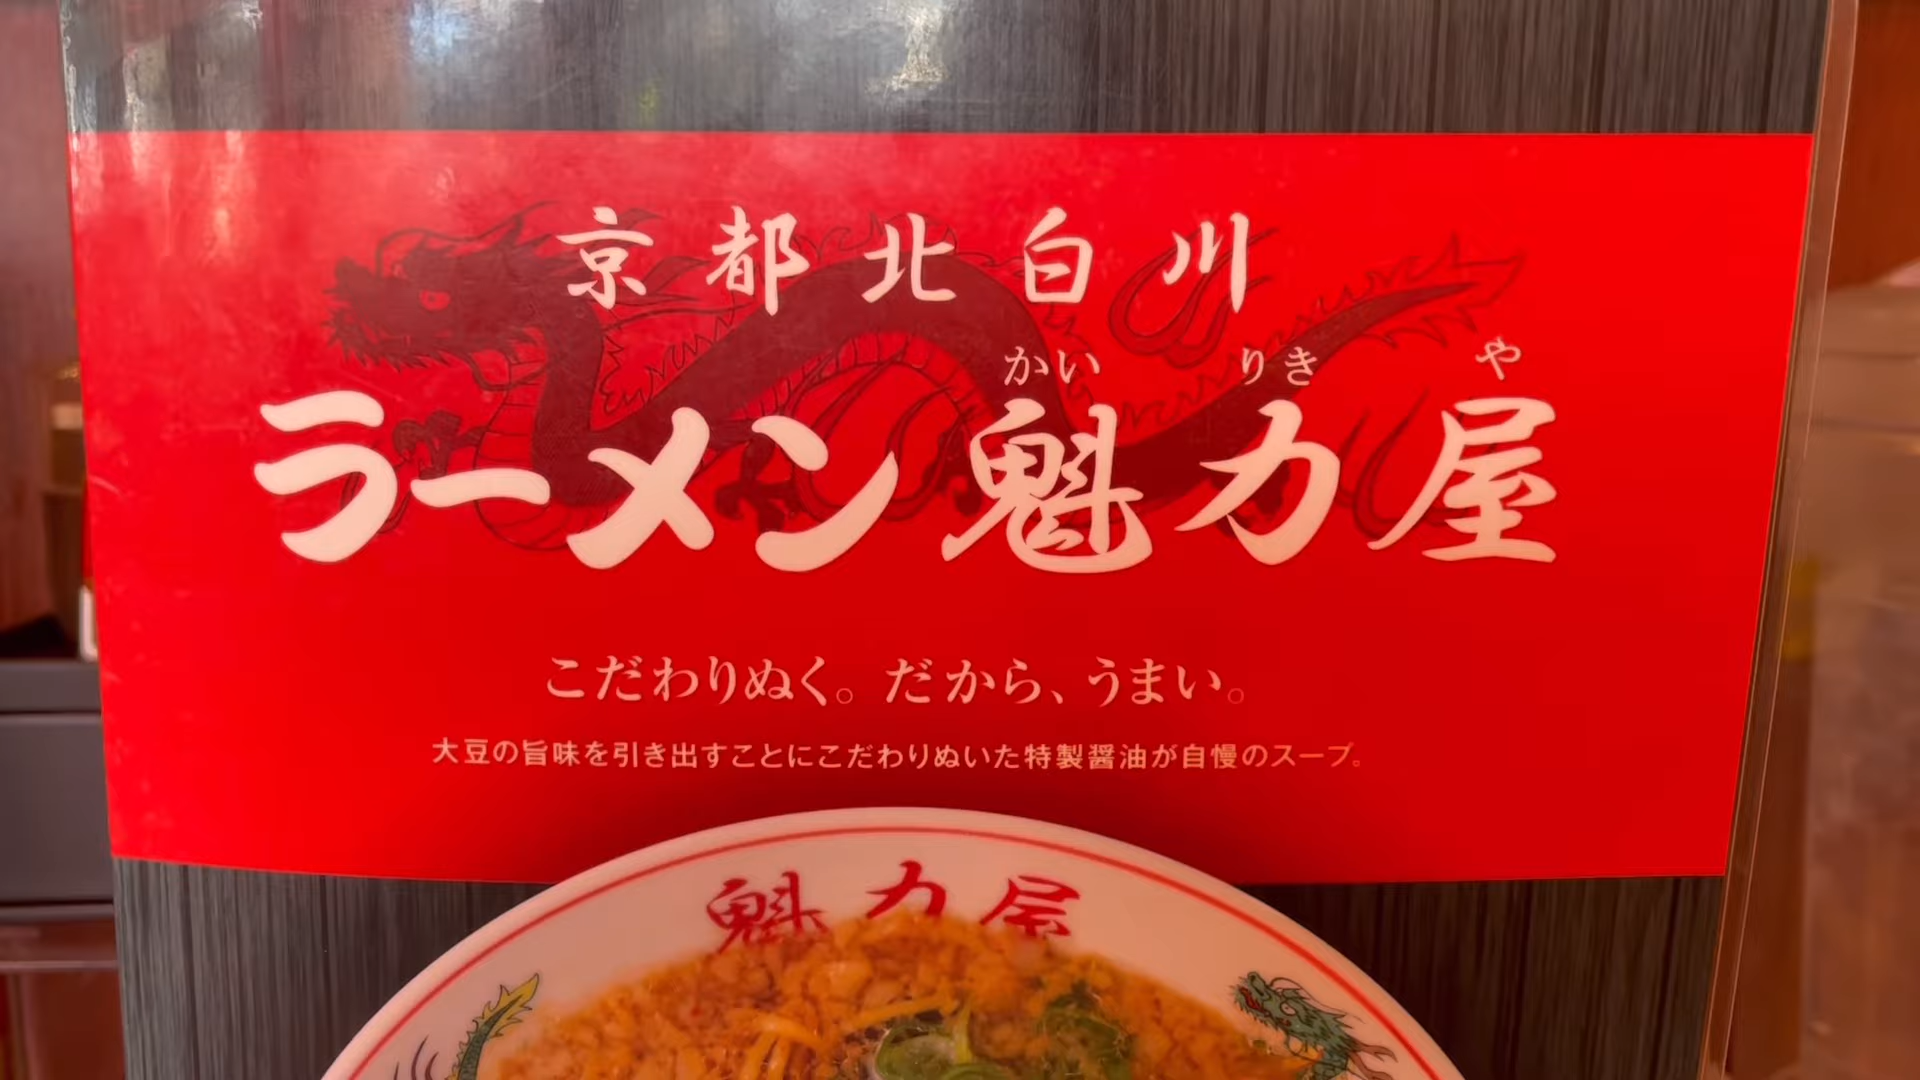 京都北白川
かいりきや
ラーメン魁力屋
こだわりぬく。だから、うまい。
大豆の旨味を引き出すことにこだわりぬいた特製醤油が自慢のスープ。
魁力屋